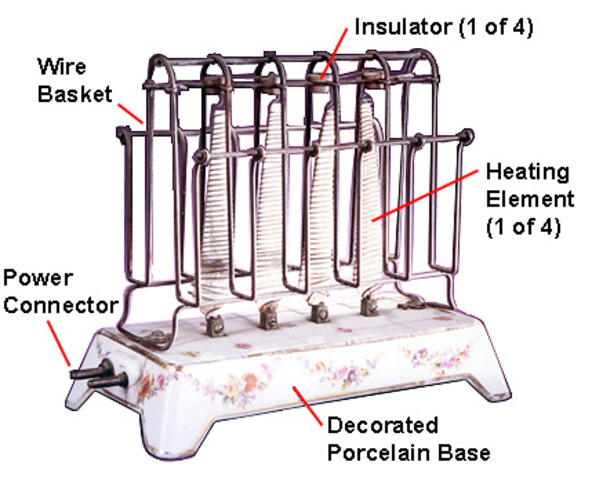 Insulator (1 of 4)
Wire
Basket
Heating
Element
(1 of 4)
Power
Connector
Decorated
Porcelain Base